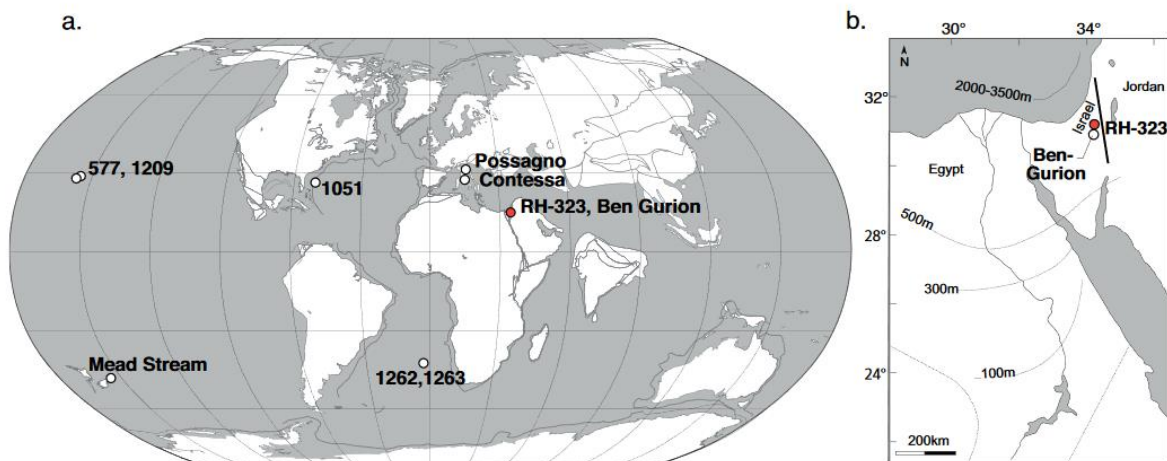 a.
577, 1209
1051
Possagno
Contessa
RH-323, Ben Gurion
Mead Stream
1262,1263
b.
30°
34°
N
32°
28°
24°
2000-3500m
Jordan
Israel
RH-323
Ben-
Gurion
Egypt
500m
300m
100m
200km